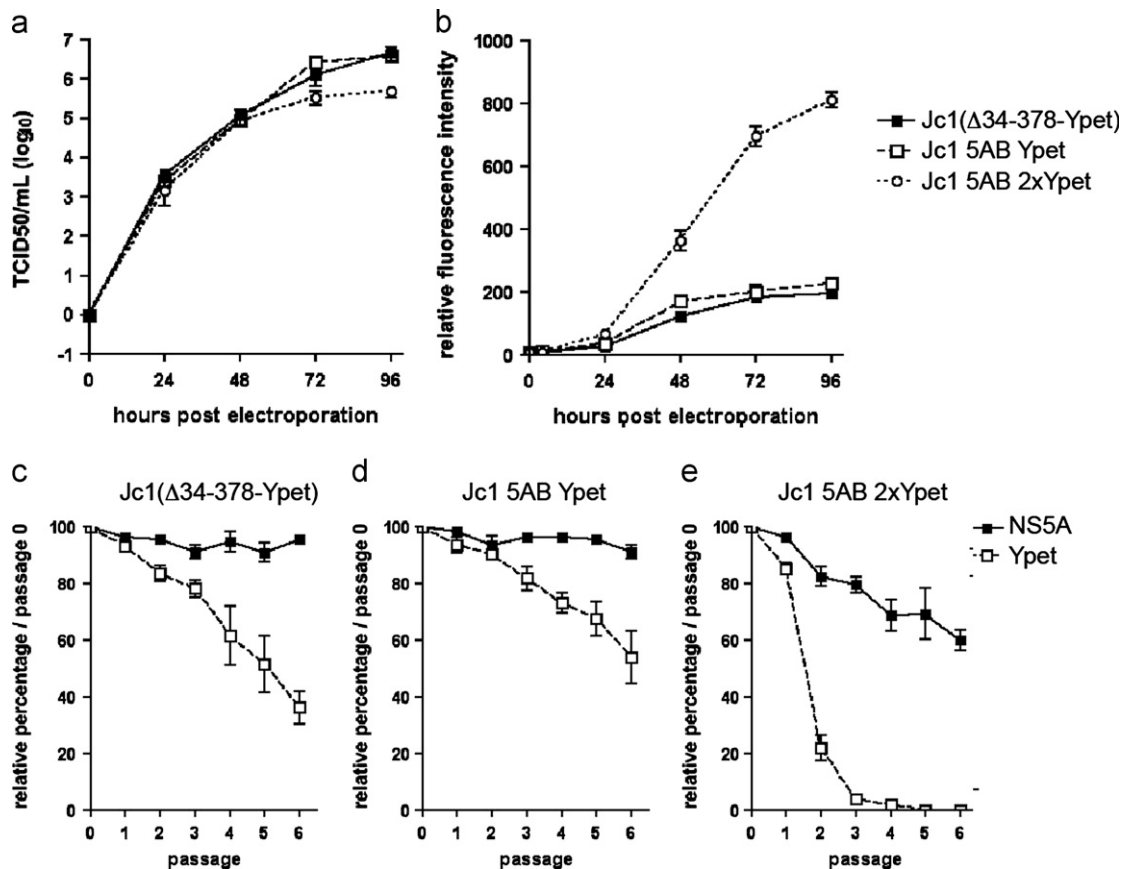 a
TCID50/mL (log₀)
7
6
5
4
3
2
1
0
-1
0 24 48 72 96
hours post electroporation
b
relative fluorescence intensity
1000
800
600
400
200
0
0 24 48 72 96
hours post electroporation
Jc1(Δ34-378-Ypet)
Jc1 5AB Ypet
Jc1 5AB 2xYpet
c
Jc1(Δ34-378-Ypet)
relative percentage / passage 0
100
80
60
40
20
0
0 1 2 3 4 5 6
passage
d
Jc1 5AB Ypet
relative percentage / passage 0
100
80
60
40
20
0
0 1 2 3 4 5 6
passage
e
Jc1 5AB 2xYpet
relative percentage / passage 0
100
80
60
40
20
0
0 1 2 3 4 5 6
passage
NS5A
Ypet